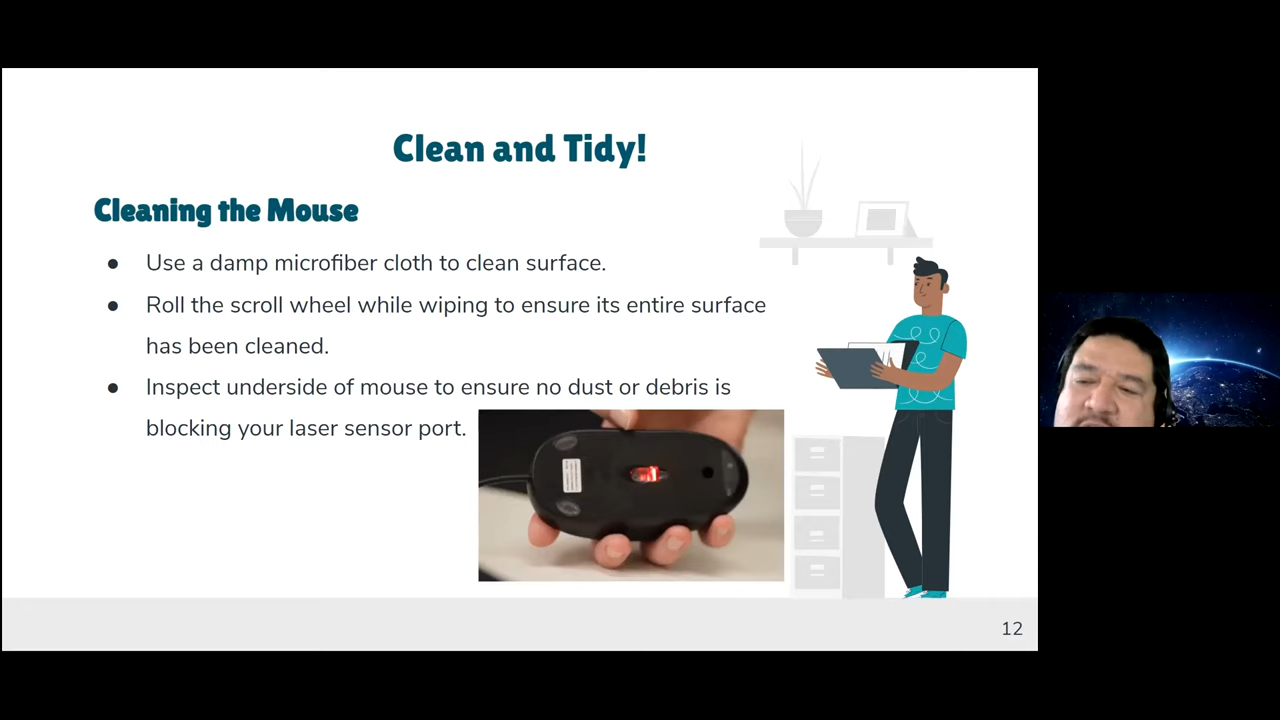 Clean and Tidy!
Cleaning the Mouse
● Use a damp microfiber cloth to clean surface.
● Roll the scroll wheel while wiping to ensure its entire surface
has been cleaned.
● Inspect underside of mouse to ensure no dust or debris is
blocking your laser sensor port.
12